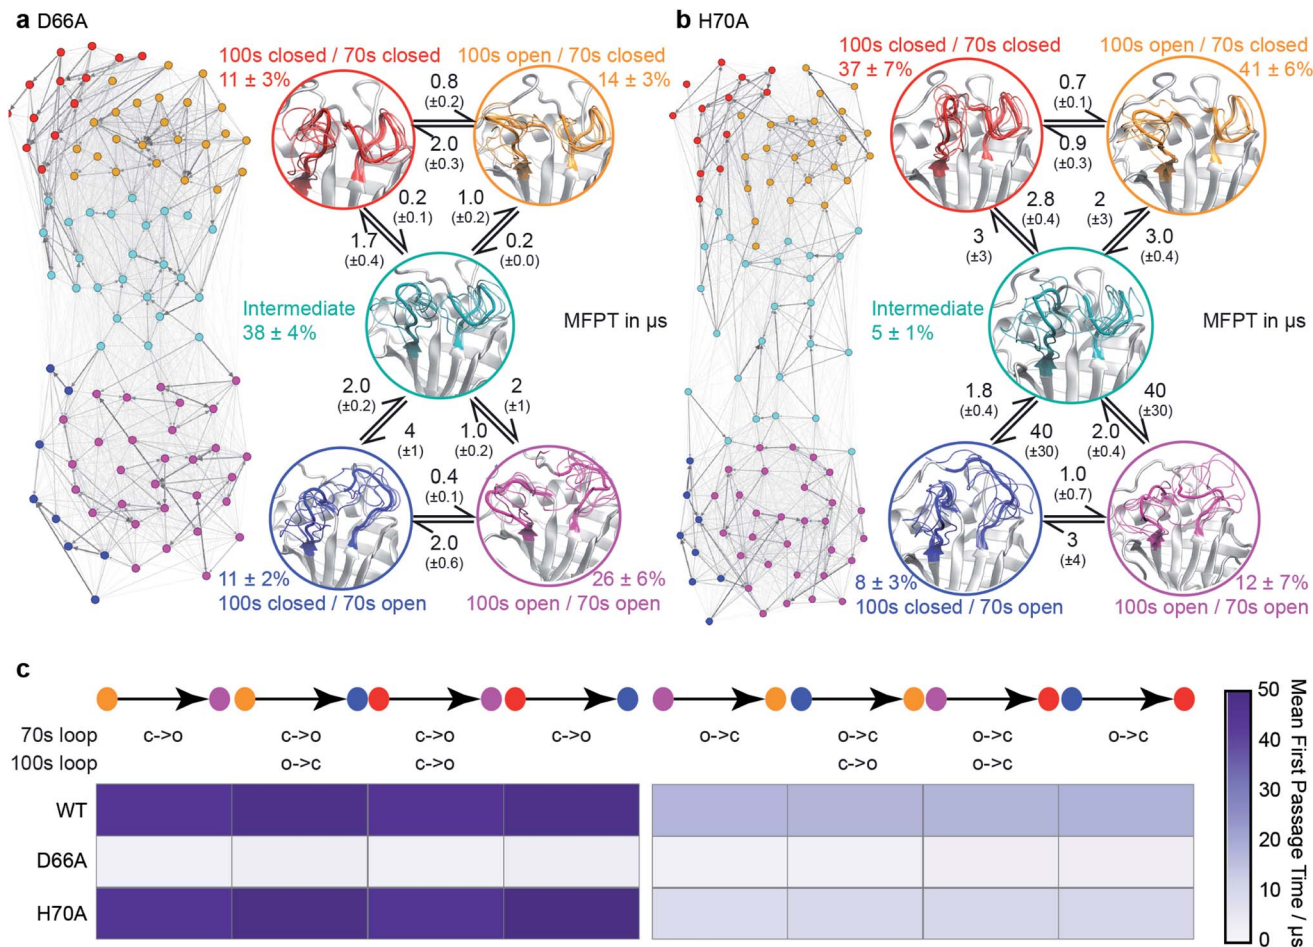 a D66A
100s closed / 70s closed
11 ± 3%
100s open / 70s closed
14 ± 3%
0.8
(±0.2)
2.0
(±0.3)
0.2
(±0.1)
1.0
(±0.2)
1.7
(±0.4)
0.2
(±0.0)
Intermediate
38 ± 4%
MFPT in µs
2.0
(±0.2)
2
(±1)
4
(±1)
1.0
(±0.2)
0.4
(±0.1)
2.0
(±0.6)
11 ± 2%
100s closed / 70s open
26 ± 6%
100s open / 70s open
b H70A
100s closed / 70s closed
37 ± 7%
100s open / 70s closed
41 ± 6%
0.7
(±0.1)
0.9
(±0.3)
2.8
(±0.4)
2
(±3)
3
(±3)
3.0
(±0.4)
Intermediate
5 ± 1%
MFPT in µs
1.8
(±0.4)
40
(±30)
40
(±30)
2.0
(±0.4)
1.0
(±0.7)
3
(±4)
8 ± 3%
100s closed / 70s open
12 ± 7%
100s open / 70s open
c
70s loop c->o c->o c->o c->o o->c o->c o->c o->c
100s loop o->c c->o c->o o->c
WT
D66A
H70A
50
40
30
20
10
0
Mean First Passage Time / µs